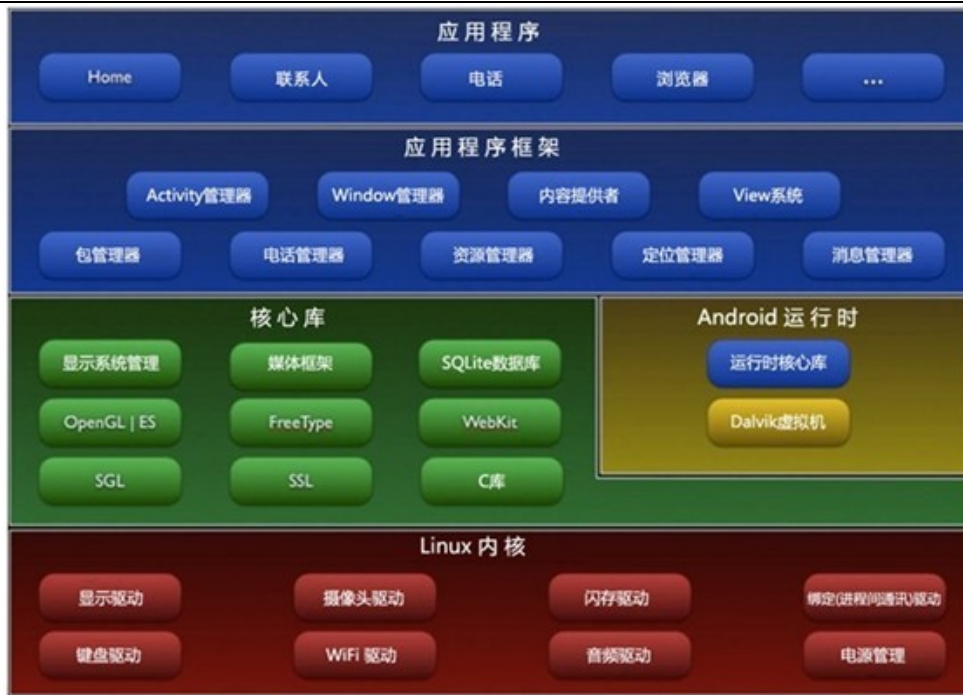 应用程序
Home 联系人 电话 浏览器 ...
应用程序框架
Activity管理器 Window管理器 内容提供者 View系统
包管理器 电话管理器 资源管理器 定位管理器 消息管理器
核心库
显示系统管理 媒体框架 SQLite数据库
OpenGL | ES FreeType WebKit
SGL SSL C库
Android 运行时
运行时核心库
Dalvik虚拟机
Linux 内核
显示驱动 摄像头驱动 闪存驱动 绑定(进程间通讯)驱动
键盘驱动 WiFi 驱动 音频驱动 电源管理